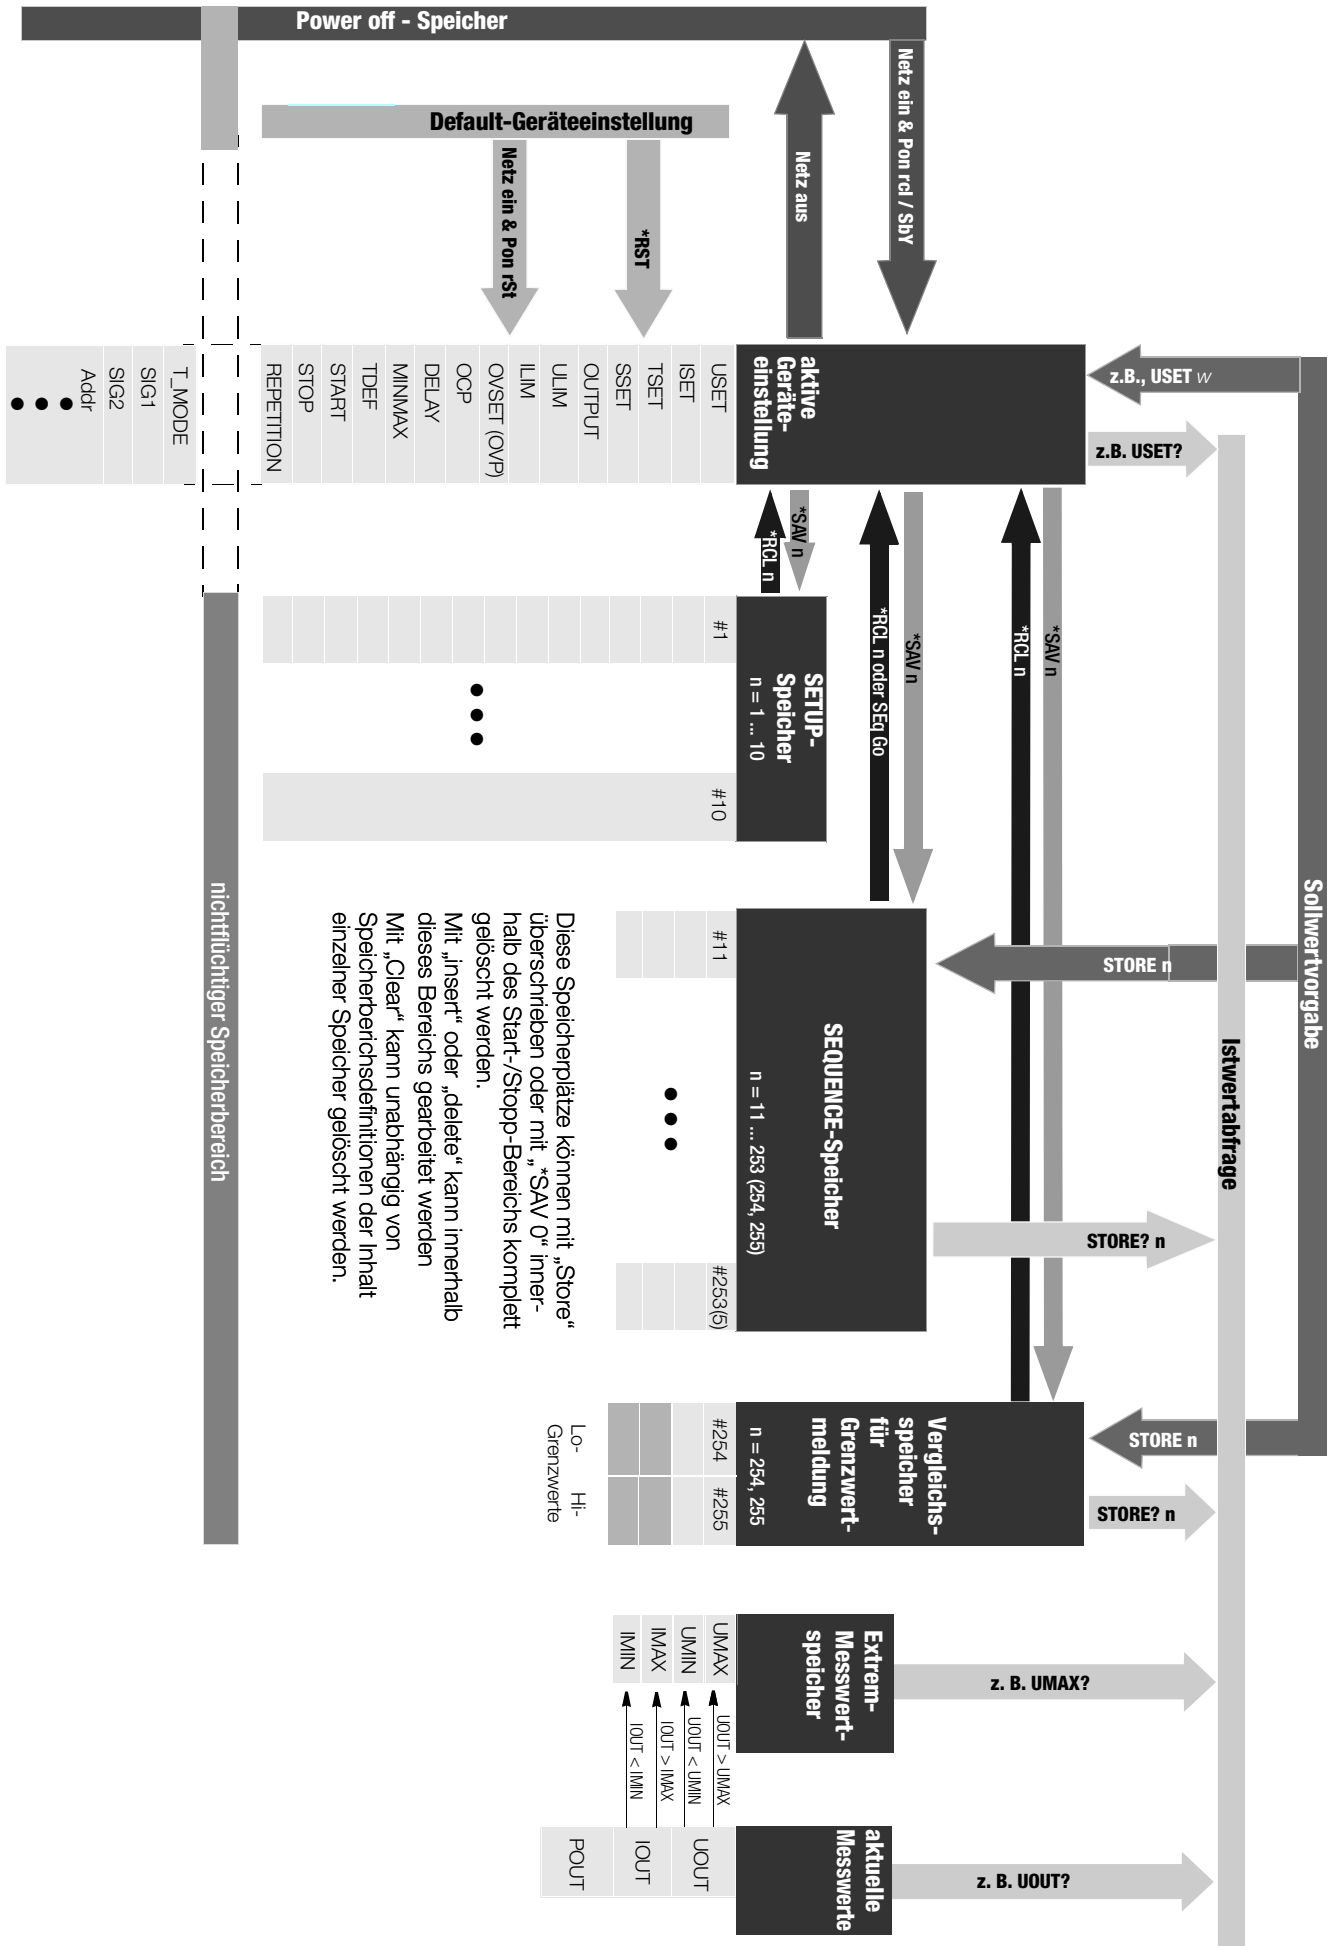 Power off - Speicher
Netz ein & Pon rcl / SbY
Netz aus
Default-Geräteeinstellung
*RST
Netz ein & Pon rSt
Sollwertvorgabe
Istwertabfrage
z.B., USET w
z.B. USET?
aktive
Geräte-
einstellung
USET
ISET
TSET
SSET
OUTPUT
ULIM
ILIM
OVSET (OVP)
OCP
DELAY
MINMAX
TDEF
START
STOP
REPETITION
T_MODE
SIG1
SIG2
Addr
*SAV n
*RCL n
*SAV n
*RCL n oder SEq Go
*SAV n
*RCL n
SETUP-
Speicher
n = 1 ... 10
#1
#10
STORE n
SEQUENCE-Speicher
n = 11 ... 253 (254, 255)
#11
#253(5)
STORE? n
Diese Speicherplätze können mit „Store“
überschrieben oder mit „*SAV 0“ inner-
halb des Start-/Stopp-Bereichs komplett
gelöscht werden.
Mit „insert“ oder „delete“ kann innerhalb
dieses Bereichs gearbeitet werden
Mit „Clear“ kann unabhängig von
Speicherberichsdefinitionen der Inhalt
einzelner Speicher gelöscht werden.
nichtflüchtiger Speicherbereich
STORE n
STORE? n
Vergleichs-
speicher
für
Grenzwert-
meldung
n = 254, 255
#254
#255
Lo- Hi-
Grenzwerte
z. B. UMAX?
Extrem-
Messwert-
speicher
UMAX
UMIN
IMAX
IMIN
UOUT > UMAX
UOUT < UMIN
IOUT > IMAX
IOUT < IMIN
z. B. UOUT?
aktuelle
Messwerte
UOUT
IOUT
POUT